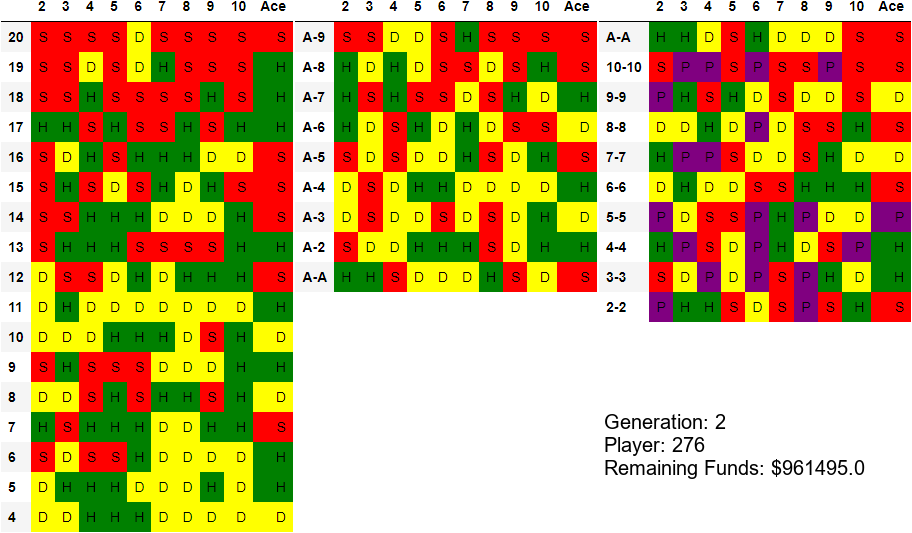 2 3 4 5 6 7 8 9 10 Ace
20 S S S S D S S S S S
19 S S D S D H S S S H
18 S S H S S S S H S H
17 H H S H S S H S H H
16 S D H S H H H D D S
15 S H S D S H D H S S
14 S S H H H D D D H S
13 S H H H S S S S H H
12 D S S D H D H H H S
11 D H D D D D D D D H
10 D D D H H H D S H D
9 S H S S S D D D H H
8 D D S H S H H S H D
7 H S H H H D D H H S
6 S D S S H D D D D H
5 D H H H D D D H D H
4 D D H H H D D D D D
2 3 4 5 6 7 8 9 10 Ace
A-9 S S D D S H S S S S
A-8 H D H D S S D S H S
A-7 H S H S S D S H D H
A-6 H D S H D H D S S D
A-5 S D S D D H S D H S
A-4 D S D H H D D D D H
A-3 D S D D S D S D H D
A-2 S D D H H H S D H H
A-A H H S D D D H S D S
2 3 4 5 6 7 8 9 10 Ace
A-A H H D S H D D D S S
10-10 S P P S P S S P S S
9-9 P H S H D S D D S D
8-8 D D H D P D S S H S
7-7 H P P S D D S H D D
6-6 D H D D S S H H H S
5-5 P D S S P H P D D P
4-4 H P S D P H D S P H
3-3 S D P D P S P H D H
2-2 P H H S D S P S H S
Generation: 2
Player: 276
Remaining Funds: $961495.0